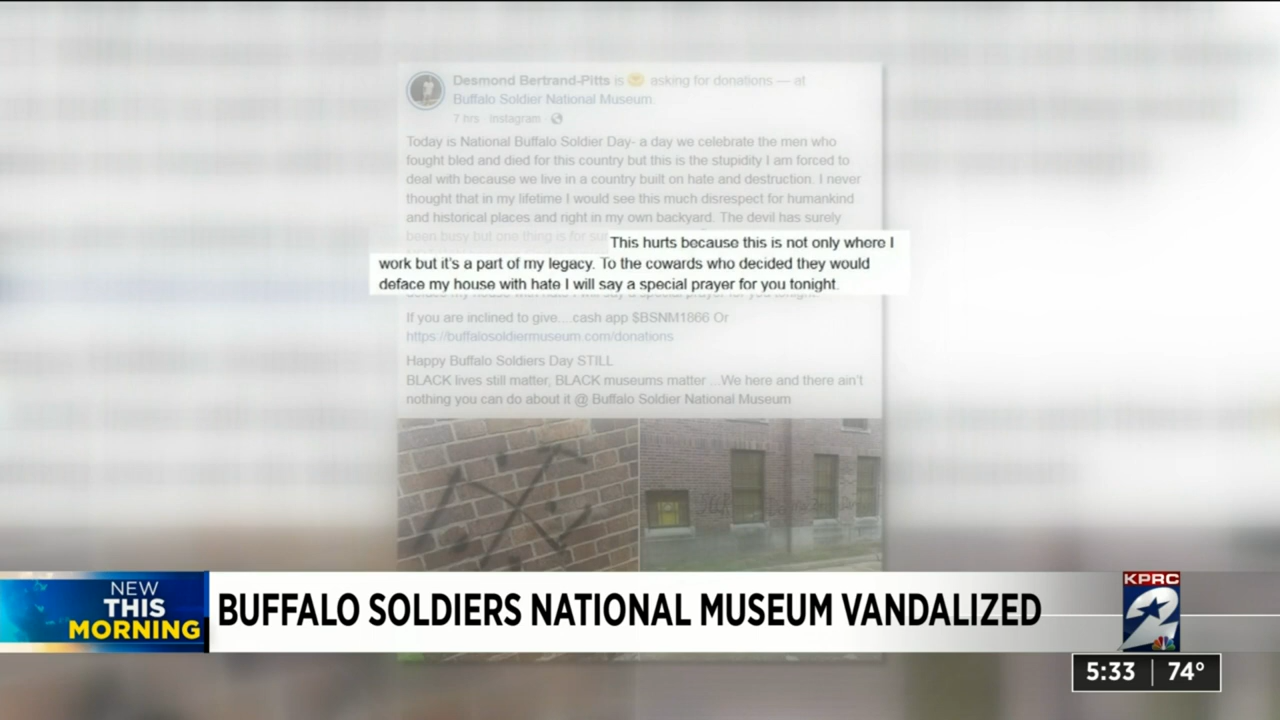 Desmond Bertrand-Pitts is asking for donations — at
Buffalo Soldier National Museum.
7 hrs · Instagram ·
Today is National Buffalo Soldier Day- a day we celebrate the men who
fought bled and died for this country but this is the stupidity I am forced to
deal with because we live in a country built on hate and destruction. I never
thought that in my lifetime I would see this much disrespect for humankind
and historical places and right in my own backyard. The devil has surely
been busy but one thing is for
This hurts because this is not only where I
work but it's a part of my legacy. To the cowards who decided they would
deface my house with hate I will say a special prayer for you tonight.
If you are inclined to give....cash app $BSNM1866 Or
https://buffalosoldiermuseum.com/donations
Happy Buffalo Soldiers Day STILL
BLACK lives still matter, BLACK museums matter ...We here and there ain't
nothing you can do about it @ Buffalo Soldier National Museum
NEW
THIS
MORNING
BUFFALO SOLDIERS NATIONAL MUSEUM VANDALIZED
KPRC
2
5:33 | 74°